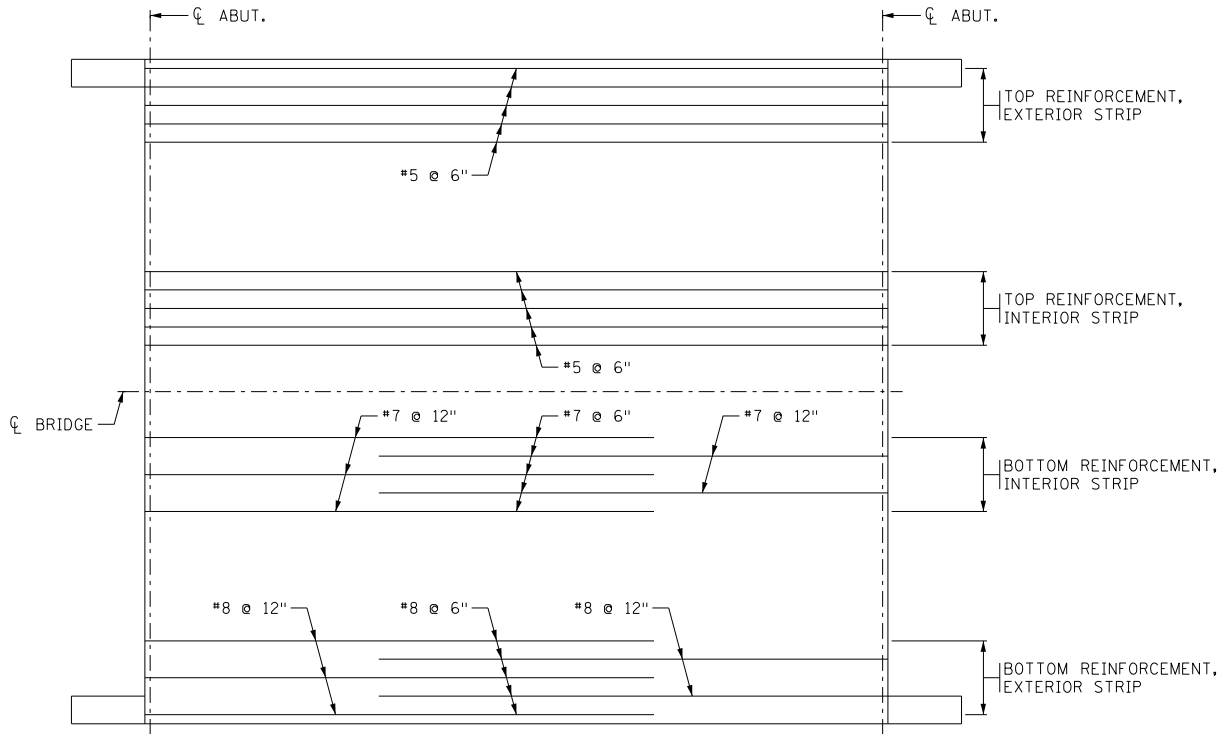 ℄ ABUT.
℄ ABUT.
TOP REINFORCEMENT,
EXTERIOR STRIP
#5 @ 6"
TOP REINFORCEMENT,
INTERIOR STRIP
#5 @ 6"
℄ BRIDGE
#7 @ 12"
#7 @ 6"
#7 @ 12"
BOTTOM REINFORCEMENT,
INTERIOR STRIP
#8 @ 12"
#8 @ 6"
#8 @ 12"
BOTTOM REINFORCEMENT,
EXTERIOR STRIP